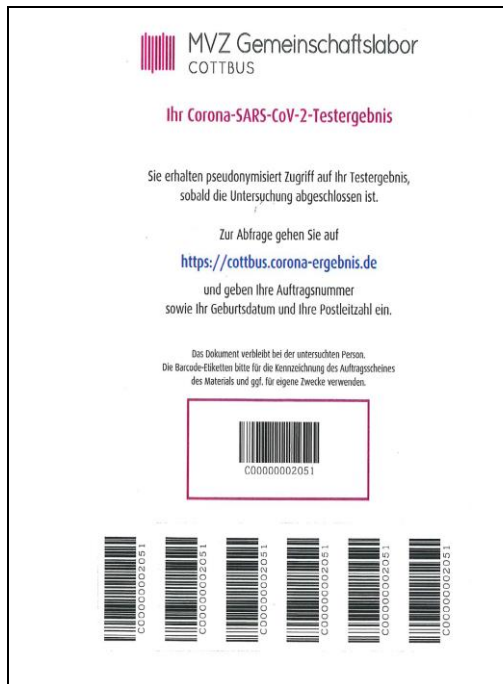 MVZ Gemeinschaftslabor
COTTBUS
Ihr Corona-SARS-CoV-2-Testergebnis
Sie erhalten pseudonymisiert Zugriff auf Ihr Testergebnis,
sobald die Untersuchung abgeschlossen ist.
Zur Abfrage gehen Sie auf
https://cottbus.corona-ergebnis.de
und geben Ihre Auftragsnummer
sowie Ihr Geburtsdatum und Ihre Postleitzahl ein.
Das Dokument verbleibt bei der untersuchten Person.
Die Barcode-Etiketten bitte für die Kennzeichnung des Auftragsscheines
des Materials und ggf. für eigene Zwecke verwenden.
C00000002051
C00000002051
C00000002051
C00000002051
C00000002051
C00000002051
C00000002051